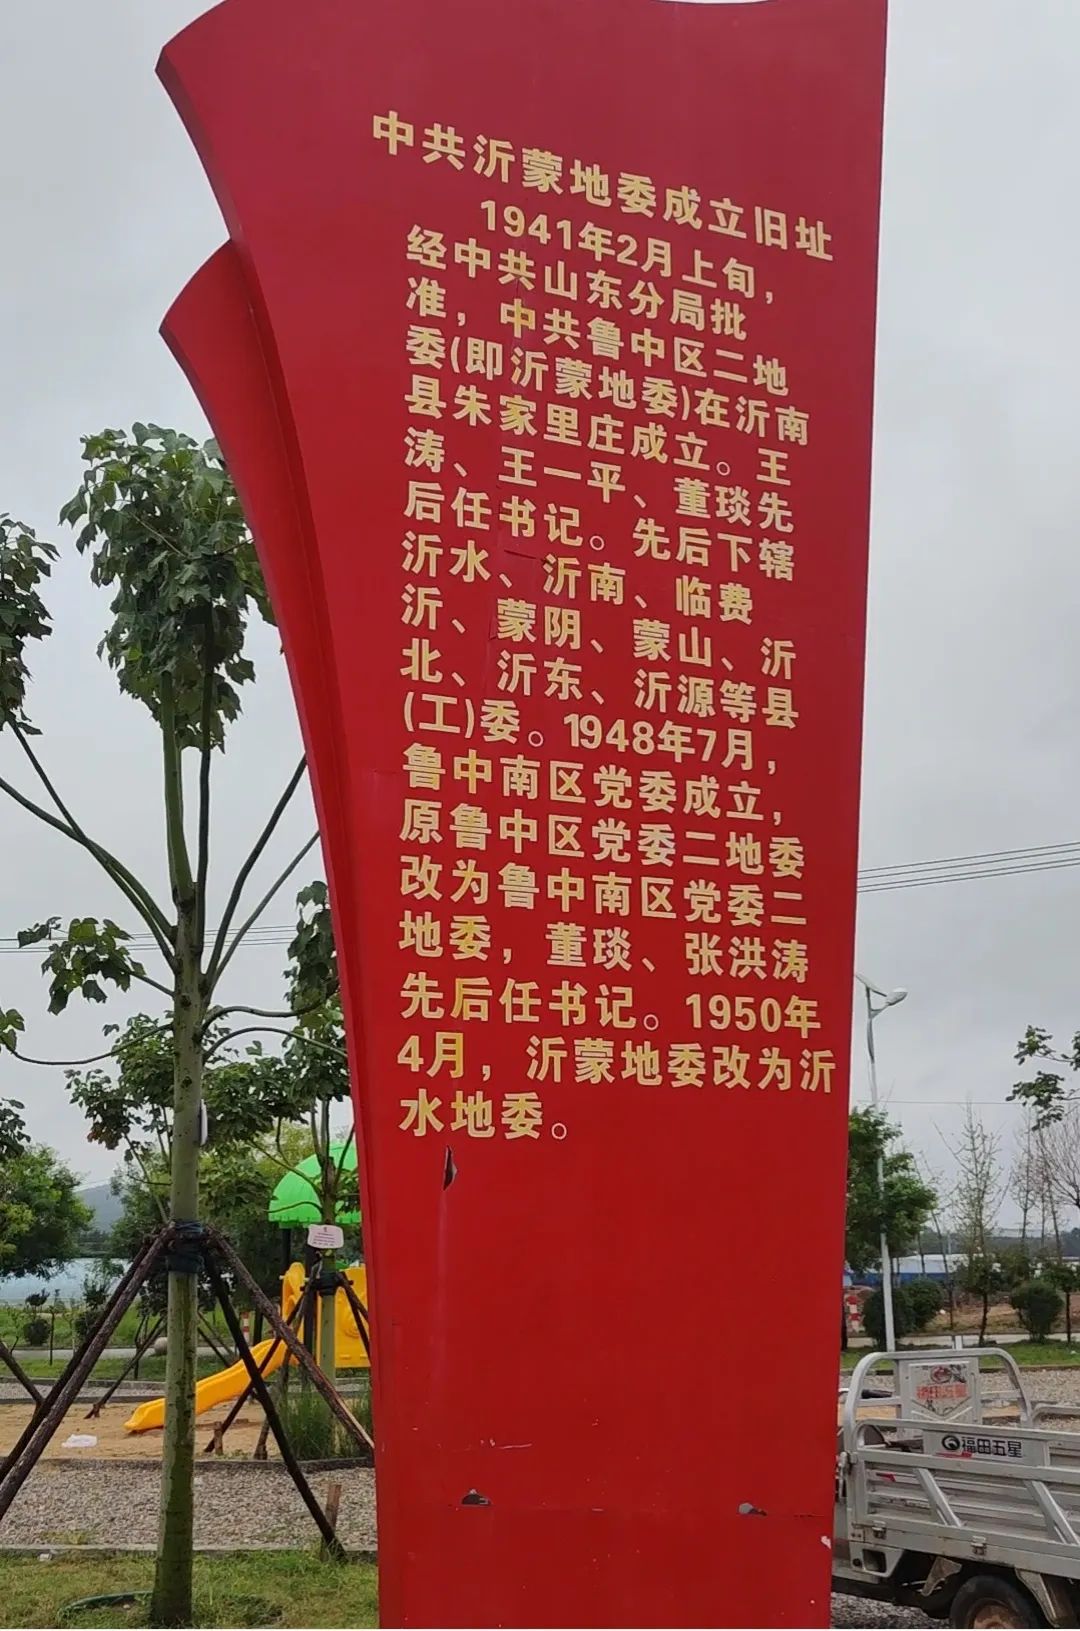 中共沂蒙地委成立旧址
1941年2月上旬，
经中共山东分局批
准，中共鲁中区二地
委(即沂蒙地委)在沂南
县朱家里庄成立。王
涛、王一平、董琰先
后任书记。先后下辖
沂水、沂南、临费
沂、蒙阴、蒙山、沂
北、沂东、沂源等县
(工)委。1948年7月，
鲁中南区党委成立，
原鲁中区党委二地委
改为鲁中南区党委二
地委，董琰、张洪涛
先后任书记。1950年
4月，沂蒙地委改为沂
水地委。
福田五星